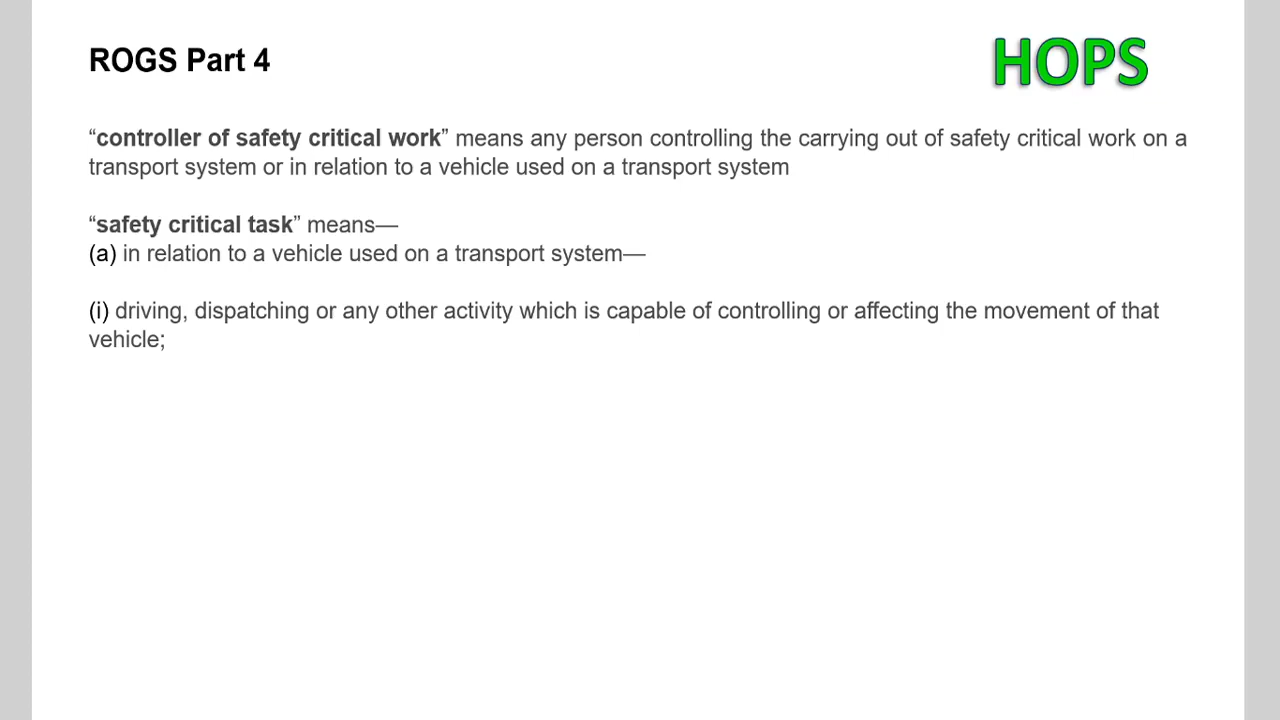 ROGS Part 4
HOPS
“controller of safety critical work” means any person controlling the carrying out of safety critical work on a
transport system or in relation to a vehicle used on a transport system
“safety critical task” means—
(a) in relation to a vehicle used on a transport system—
(i) driving, dispatching or any other activity which is capable of controlling or affecting the movement of that
vehicle;